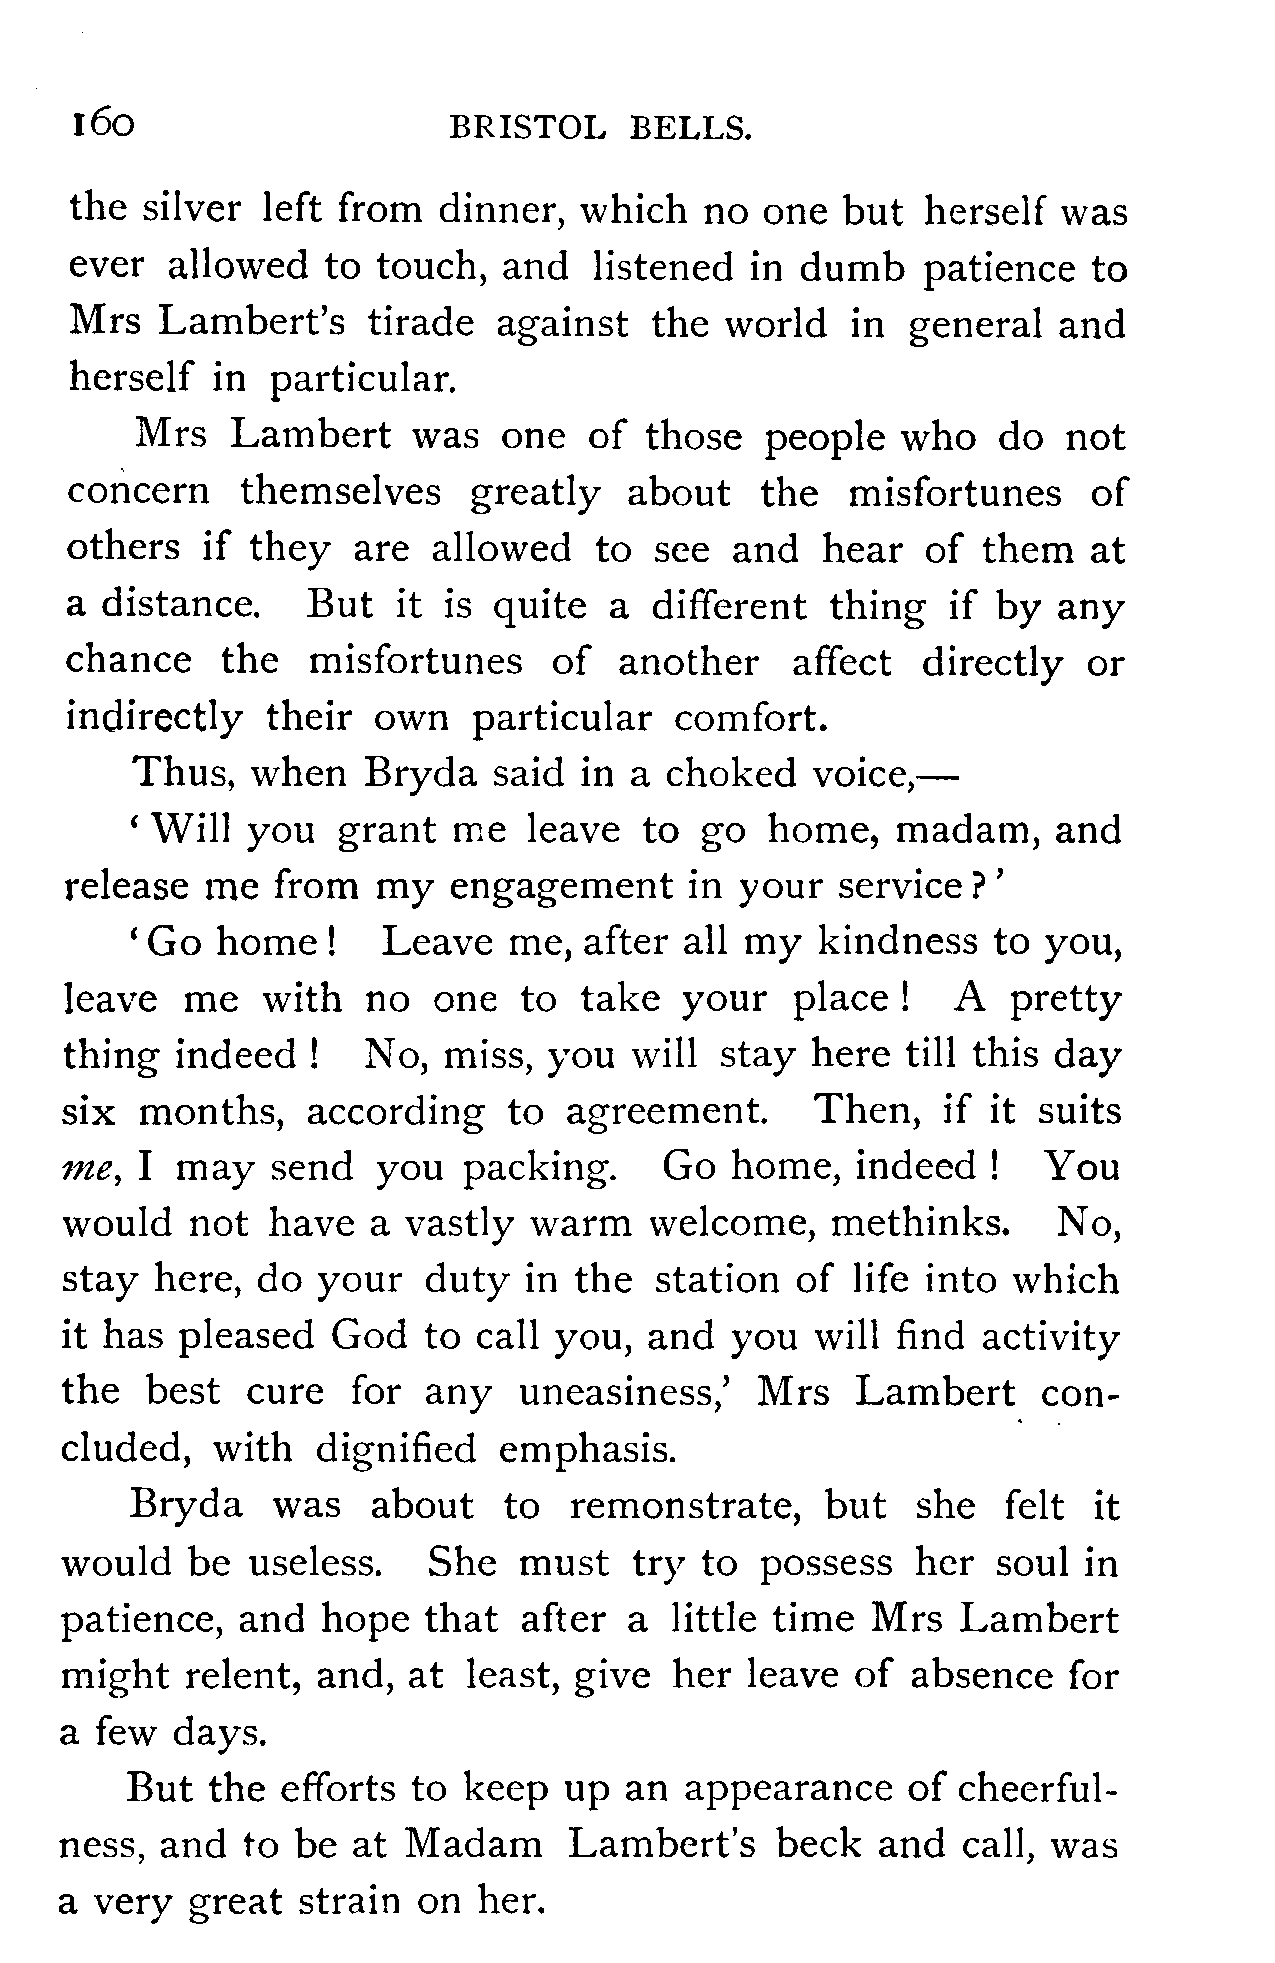 160 BRISTOL BELLS.
the silver left from dinner, which no one but herself was
ever allowed to touch, and listened in dumb patience to
Mrs Lambert's tirade against the world in general and
herself in particular.
Mrs Lambert was one of those people who do not
concern themselves greatly about the misfortunes of
others if they are allowed to see and hear of them at
a distance. But it is quite a different thing if by any
chance the misfortunes of another affect directly or
indirectly their own particular comfort.
Thus, when Bryda said in a choked voice,—
‘Will you grant me leave to go home, madam, and
release me from my engagement in your service?’
‘Go home! Leave me, after all my kindness to you,
leave me with no one to take your place! A pretty
thing indeed! No, miss, you will stay here till this day
six months, according to agreement. Then, if it suits
me, I may send you packing. Go home, indeed! You
would not have a vastly warm welcome, methinks. No,
stay here, do your duty in the station of life into which
it has pleased God to call you, and you will find activity
the best cure for any uneasiness,’ Mrs Lambert con-
cluded, with dignified emphasis.
Bryda was about to remonstrate, but she felt it
would be useless. She must try to possess her soul in
patience, and hope that after a little time Mrs Lambert
might relent, and, at least, give her leave of absence for
a few days.
But the efforts to keep up an appearance of cheerful-
ness, and to be at Madam Lambert's beck and call, was
a very great strain on her.